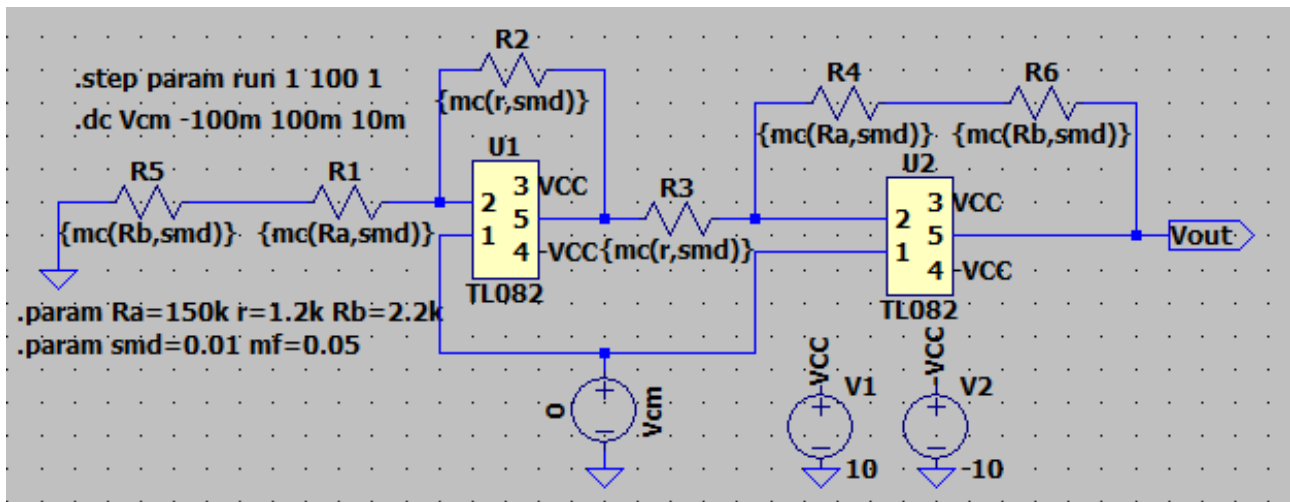 .step param run 1 100 1
.dc Vcm -100m 100m 10m
R2
{mc(r,smd)}
R4
{mc(Ra,smd)}
R6
{mc(Rb,smd)}
R5
{mc(Rb,smd)}
R1
{mc(Ra,smd)}
U1
2
1
3
5
4
VCC
-VCC
TL082
R3
{mc(r,smd)}
U2
2
1
3
5
4
VCC
-VCC
TL082
Vout
.param Ra=150k r=1.2k Rb=2.2k
.param smd=0.01 mf=0.05
0
Vcm
VCC
V1
10
-VCC
V2
-10